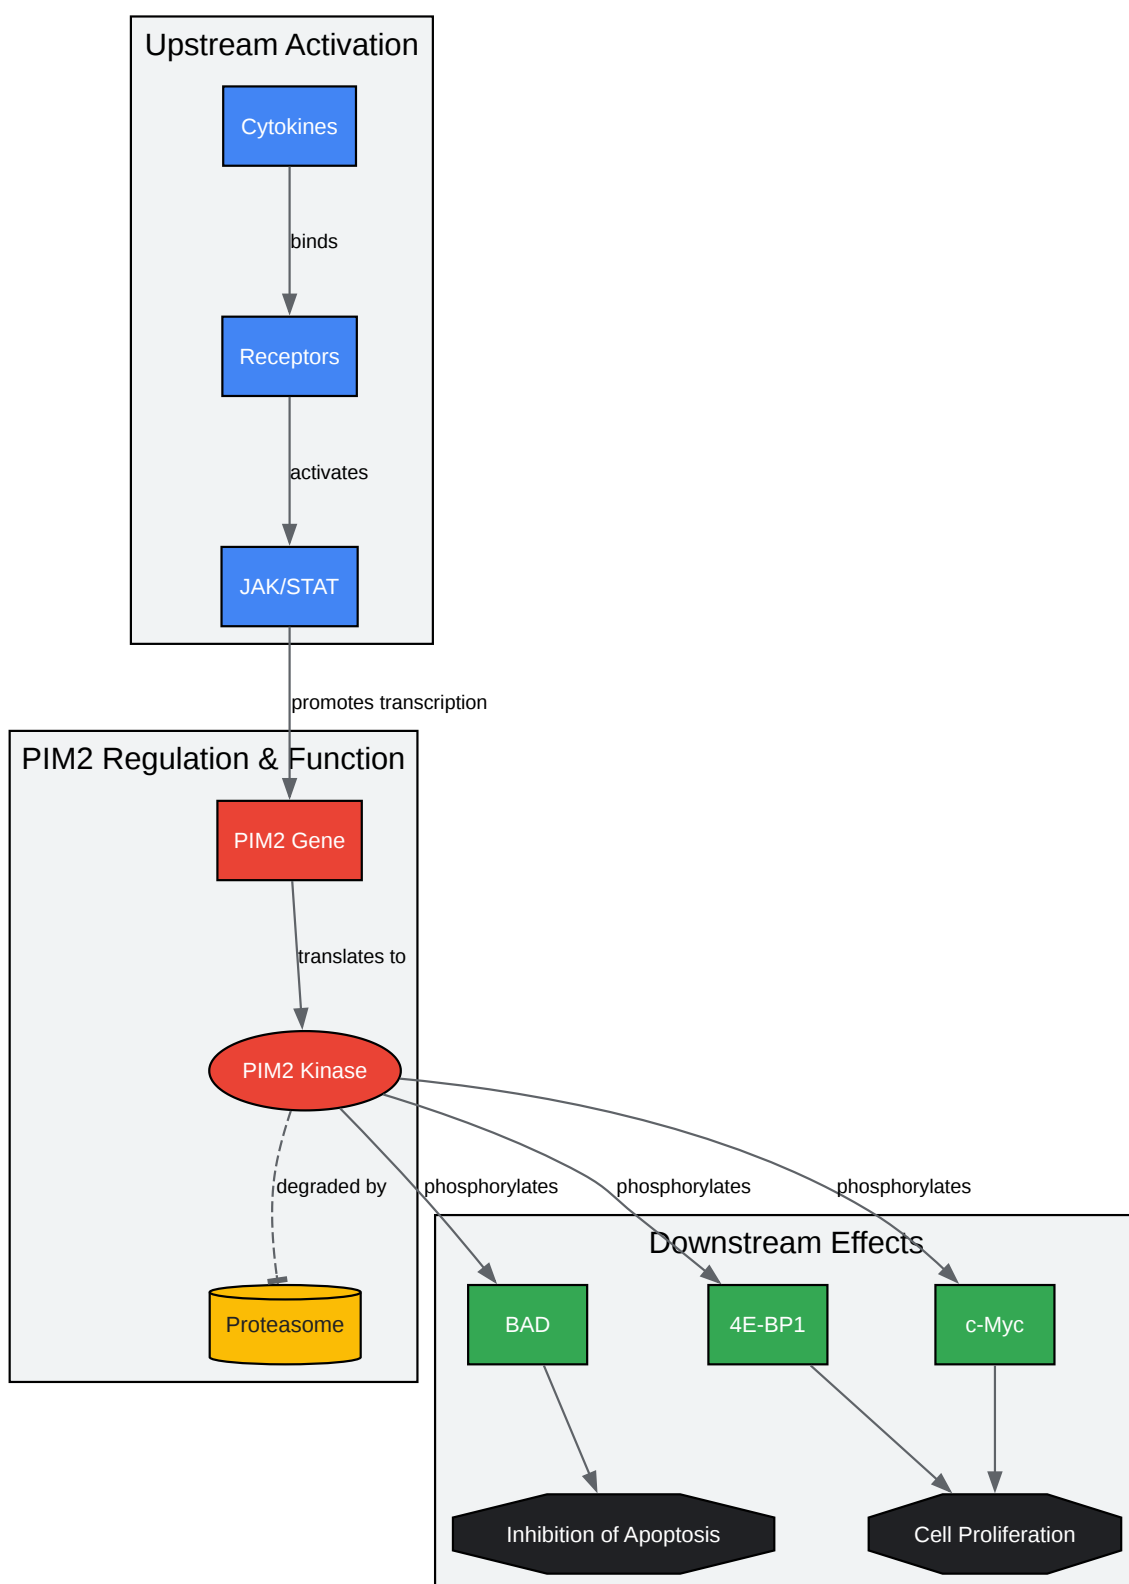 Upstream Activation
Cytokines
binds
Receptors
activates
JAK/STAT
promotes transcription
PIM2 Regulation & Function
PIM2 Gene
translates to
PIM2 Kinase
degraded by
phosphorylates
phosphorylates
phosphorylates
Downstream Effects
Proteasome
BAD
4E-BP1
c-Myc
Inhibition of Apoptosis
Cell Proliferation